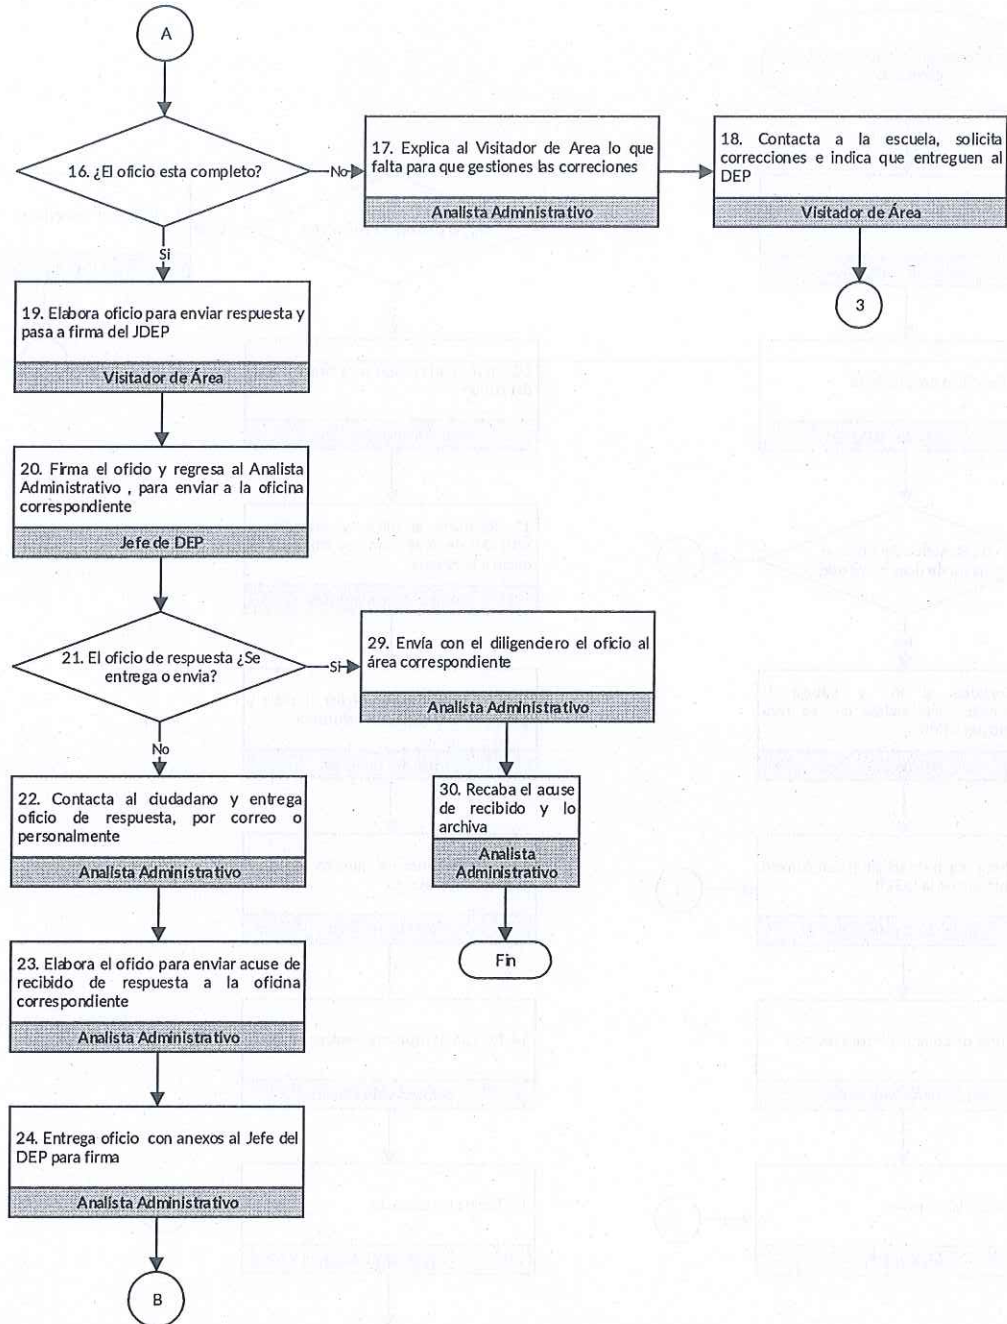 A
16. ¿El oficio esta completo?
No
17. Explica al Visitador de Area lo que
falta para que gestiones las correciones
Analista Administrativo
18. Contacta a la escuela, solicita
correcciones e indica que entreguen al
DEP
Visitador de Área
3
Si
19. Elabora oficio para enviar respuesta y
pasa a firma del JDEP
Visitador de Área
20. Firma el oficio y regresa al Analista
Administrativo , para enviar a la oficina
correspondiente
Jefe de DEP
21. El oficio de respuesta ¿Se
entrega o envia?
Si
29. Envía con el diligenciero el oficio al
área correspondiente
Analista Administrativo
30. Recaba el acuse
de recibido y lo
archiva
Analista
Administrativo
Fin
No
22. Contacta al ciudadano y entrega
oficio de respuesta, por correo o
personalmente
Analista Administrativo
23. Elabora el oficio para enviar acuse de
recibido de respuesta a la oficina
correspondiente
Analista Administrativo
24. Entrega oficio con anexos al Jefe del
DEP para firma
Analista Administrativo
B